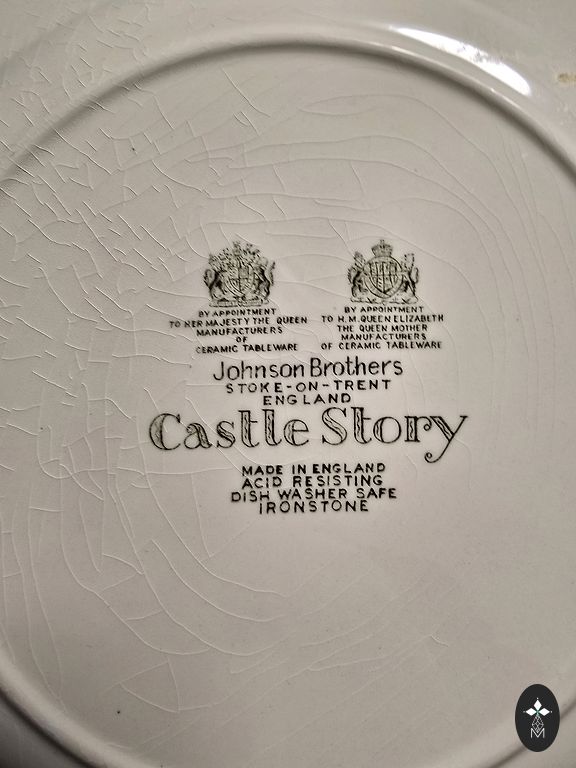 BY APPOINTMENT
TO HER MAJESTY THE QUEEN
MANUFACTURERS
OF
CERAMIC TABLEWARE
BY APPOINTMENT
TO H.M. QUEEN ELIZABETH
THE QUEEN MOTHER
MANUFACTURERS
OF CERAMIC TABLEWARE
Johnson Brothers
STOKE-ON-TRENT
ENGLAND
Castle Story
MADE IN ENGLAND
ACID RESISTING
DISH WASHER SAFE
IRONSTONE
M